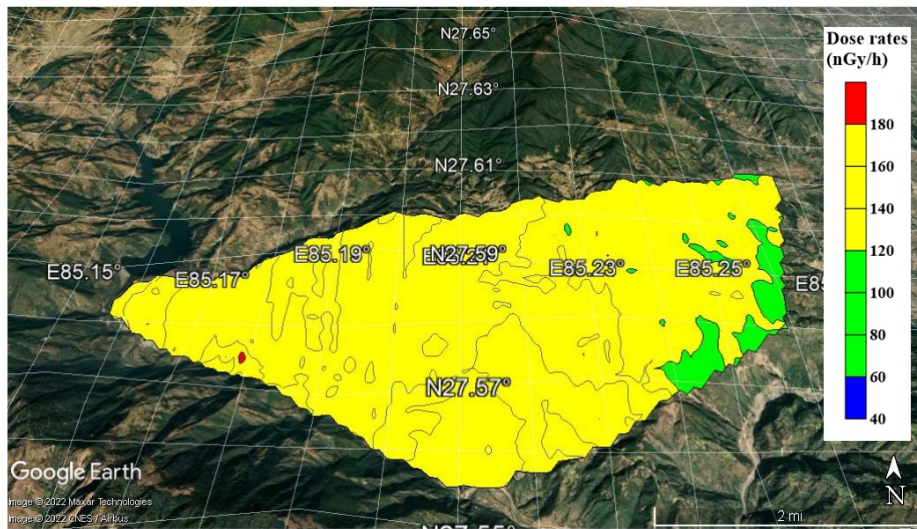 N27.65°
Dose rates
(nGy/h)
N27.63°
180
160
N27.61°
140
E85.19°
N27.59°
120
E85.15°
E85.17°
E85.23°
E85.25°
100
80
N27.57°
60
40
Google Earth
N
Image © 2022 Maxar Technologies
Image © 2022 CNES / Airbus
2 mi